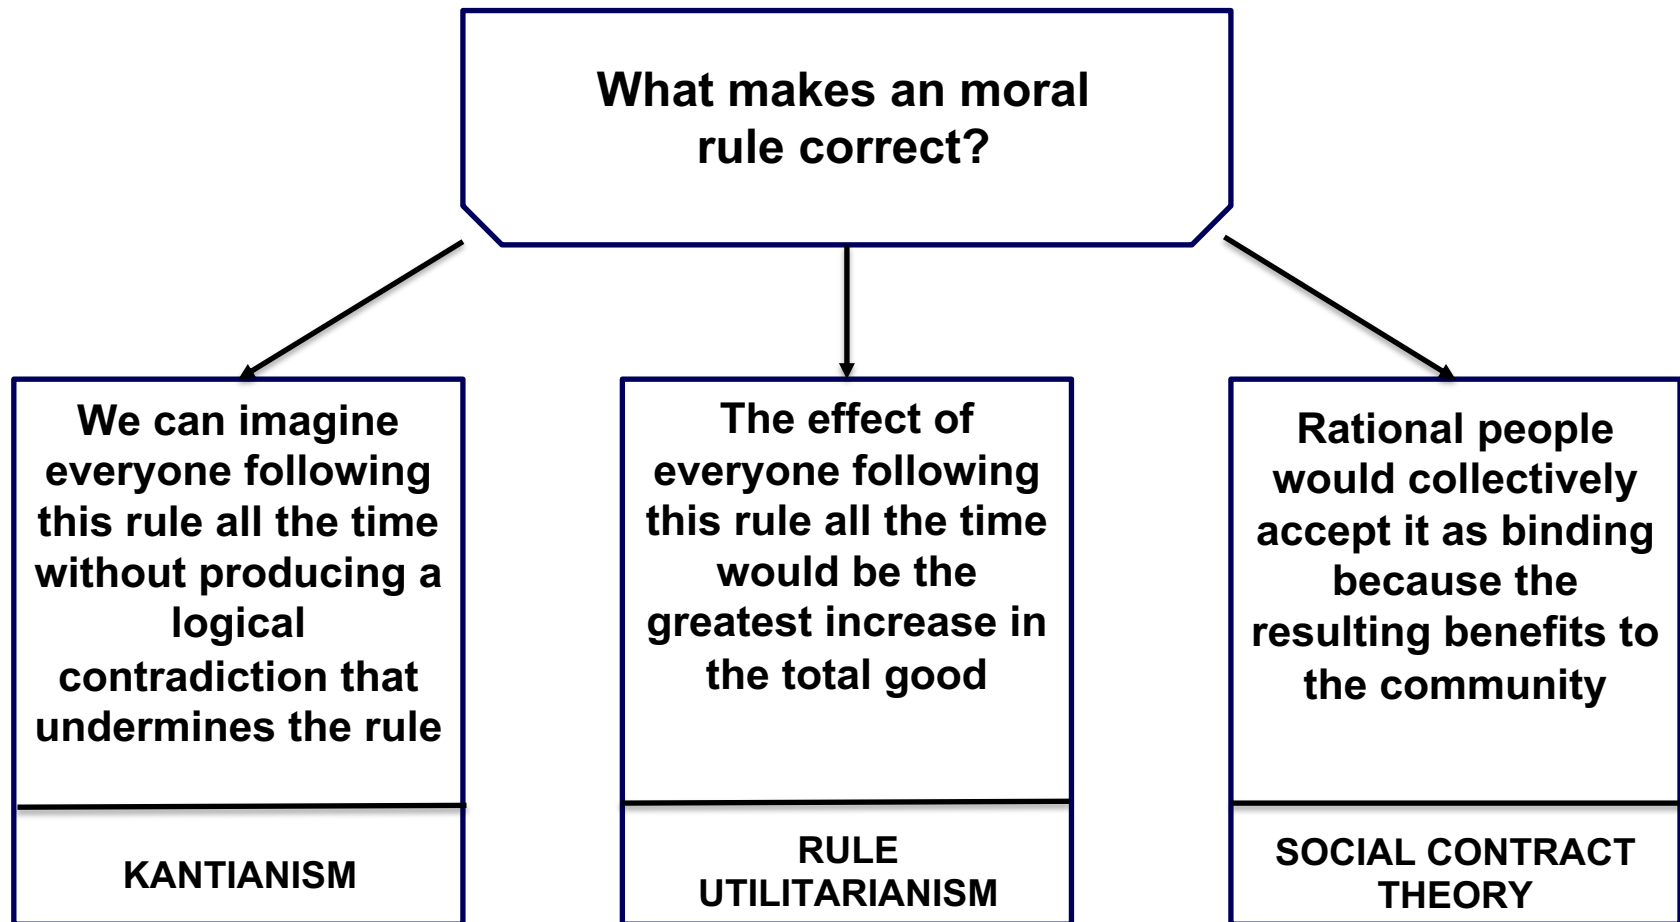 What makes an moral
rule correct?
We can imagine
everyone following
this rule all the time
without producing a
logical
contradiction that
undermines the rule
KANTIANISM
The effect of
everyone following
this rule all the time
would be the
greatest increase in
the total good
RULE
UTILITARIANISM
Rational people
would collectively
accept it as binding
because the
resulting benefits to
the community
SOCIAL CONTRACT
THEORY